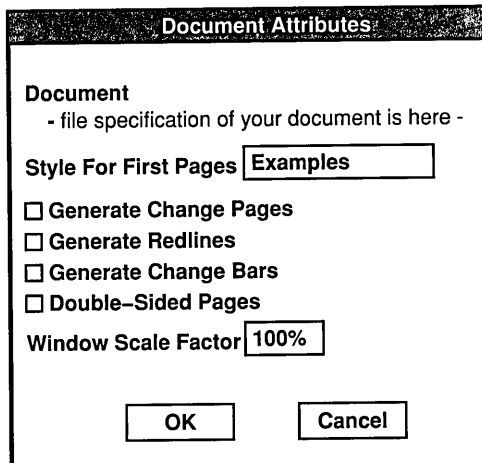 Document Attributes
Document
- file specification of your document is here -
Style For First Pages Examples
Generate Change Pages
Generate Redlines
Generate Change Bars
Double–Sided Pages
Window Scale Factor 100%
OK Cancel